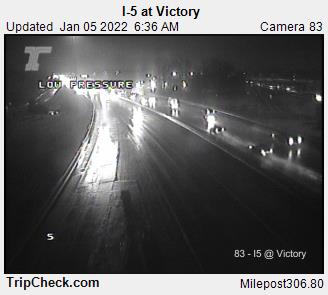 I-5 at Victory
Updated Jan 05 2022 6:36 AM Camera 83
T
LOW PRESSURE
S
83 - I5 @ Victory
TripCheck.com Milepost306.80